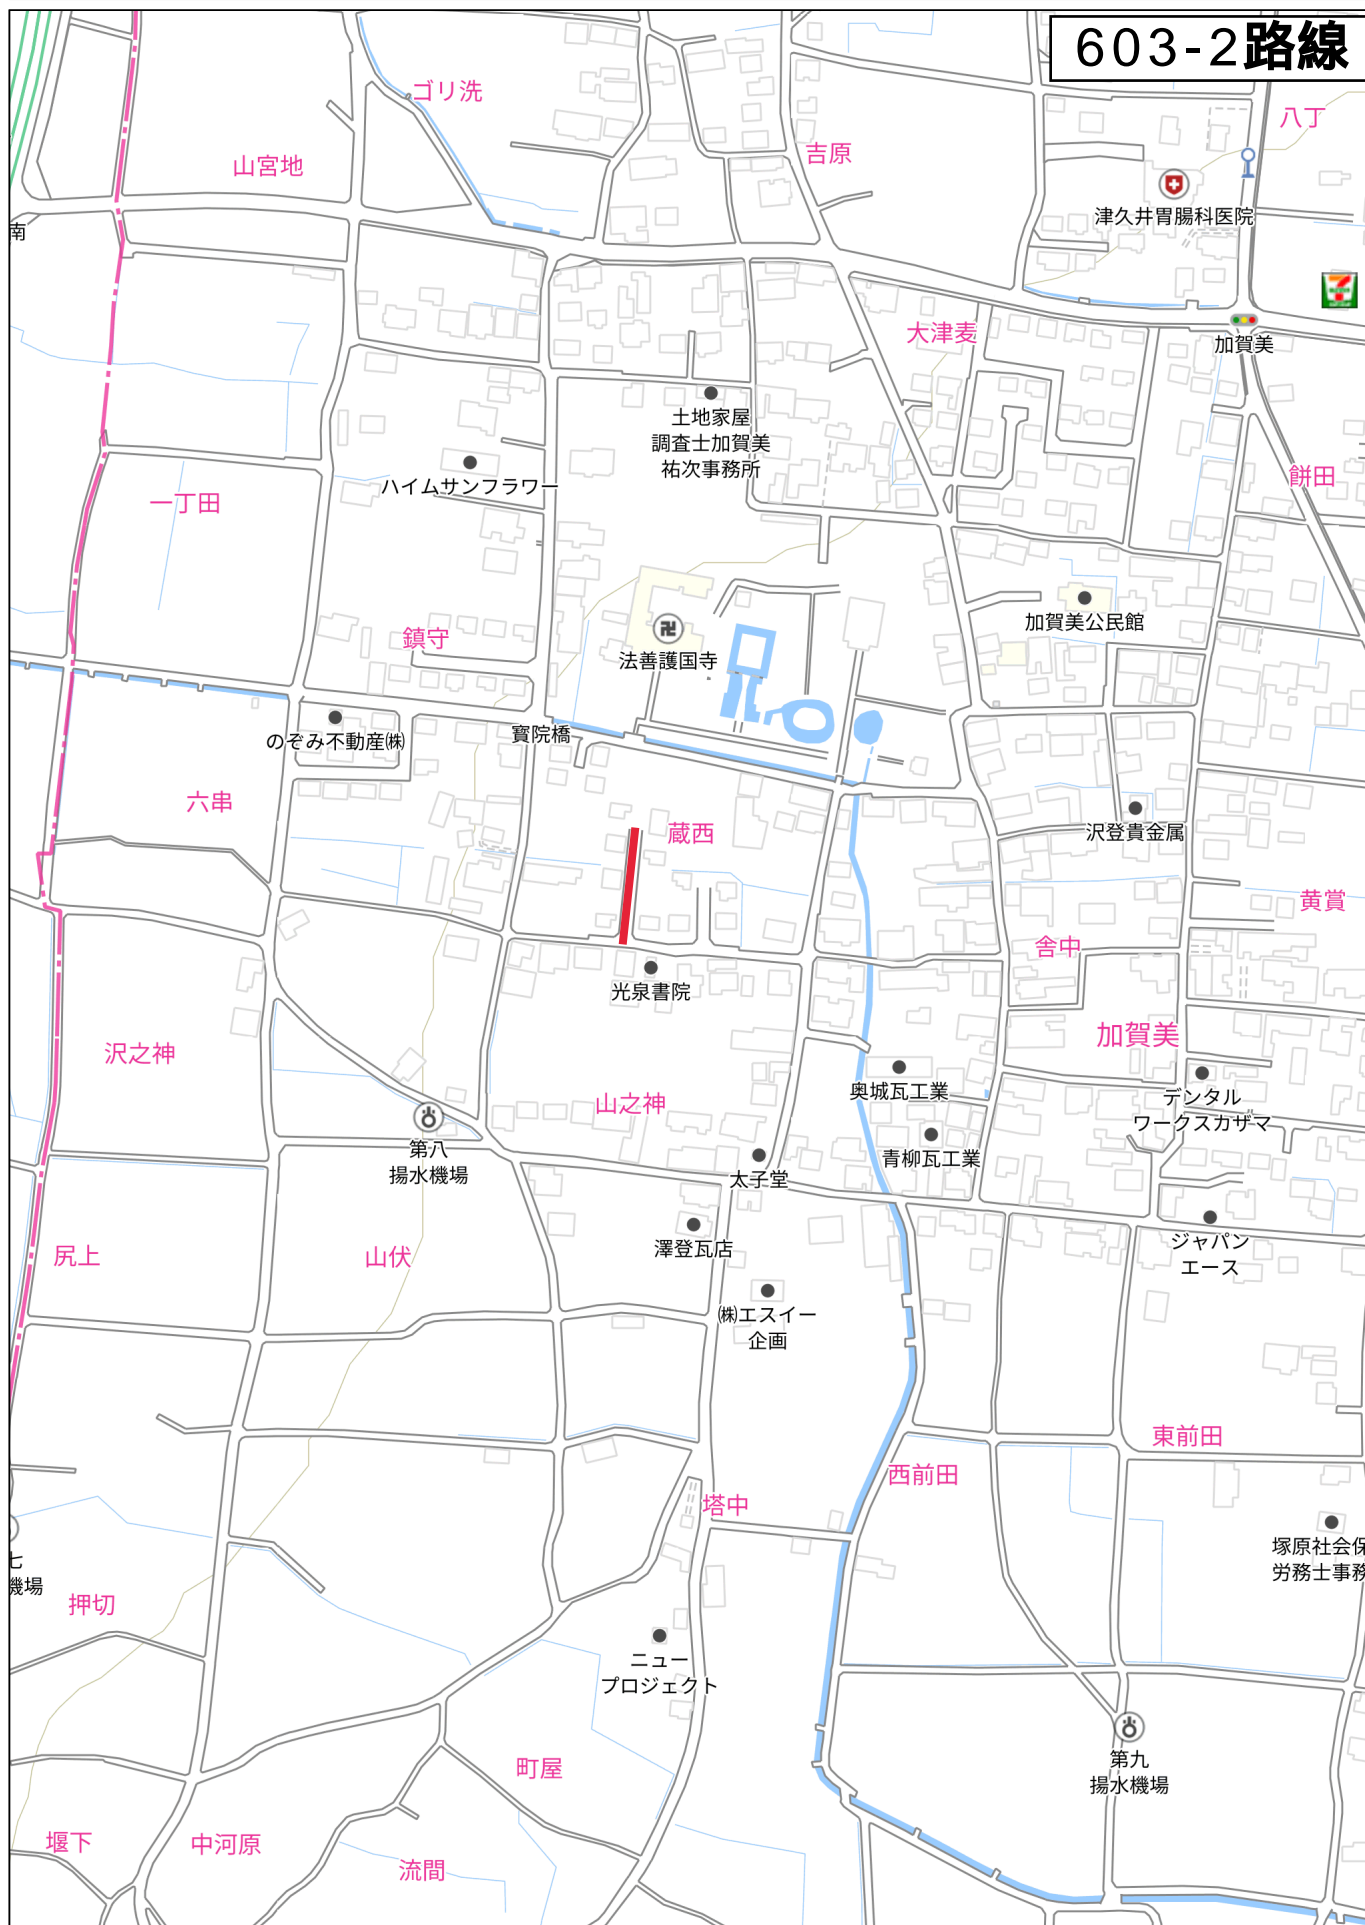 603-2路線
ゴリ洗
八丁
吉原
山宮地
津久井胃腸科医院
南
大津麦
加賀美
土地家屋
調査士加賀美
祐次事務所
餅田
ハイムサンフラワー
一丁田
加賀美公民館
鎮守
法善護国寺
のぞみ不動産㈱
寳院橋
六串
蔵西
沢登貴金属
黄賞
舎中
光泉書院
加賀美
沢之神
奥城瓦工業
デンタル
ワークスカザマ
山之神
第八
揚水機場
青柳瓦工業
太子堂
尻上
山伏
澤登瓦店
ジャパン
エース
㈱エスイー
企画
東前田
西前田
塔中
塚原社会保
労務士事務
七
機場
押切
ニュー
プロジェクト
第九
揚水機場
町屋
堰下
中河原
流間